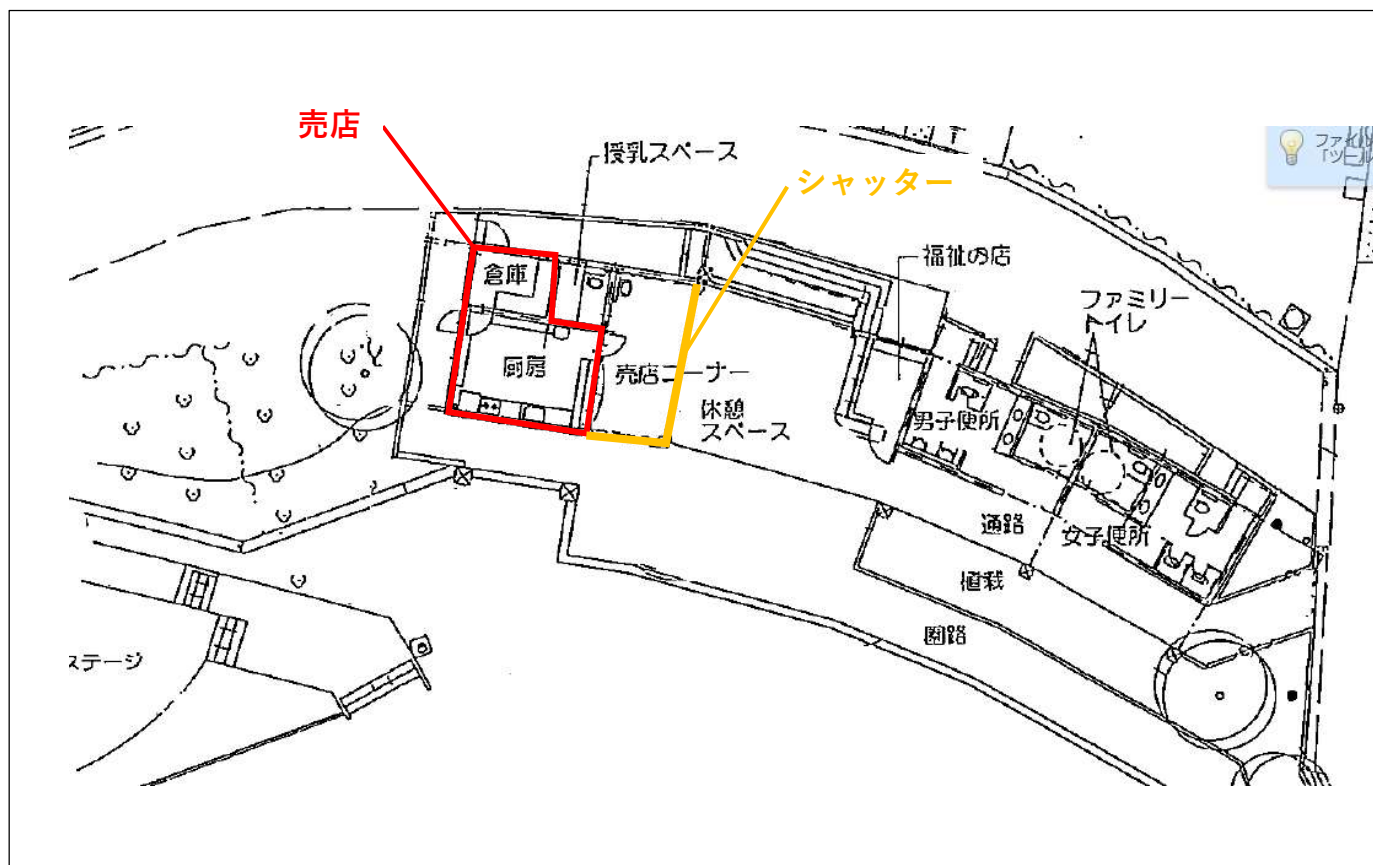 売店
授乳スペース
シャッター
福祉の店
ファミリー
トイレ
倉庫
厨房
売店コーナー
休憩
スペース
男子便所
通路
女子便所
植栽
園路
ステージ